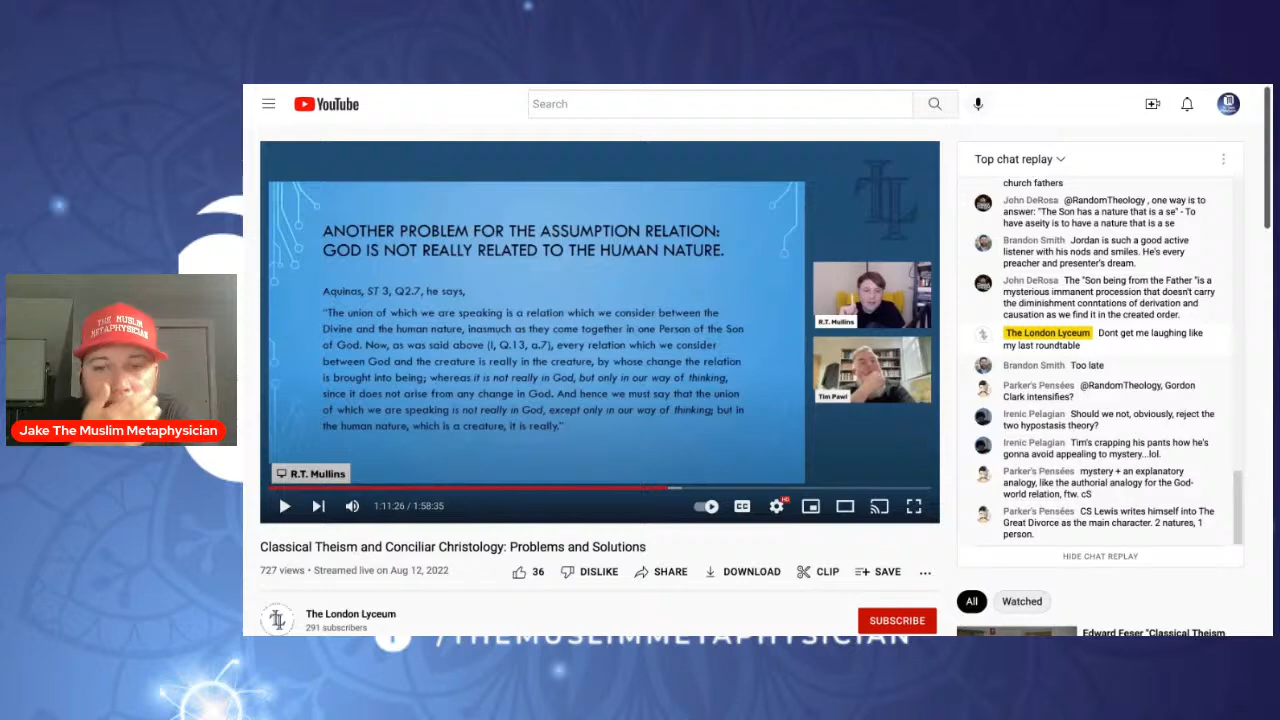 YouTube
Search
ANOTHER PROBLEM FOR THE ASSUMPTION RELATION:
GOD IS NOT REALLY RELATED TO THE HUMAN NATURE.
Aquinas, ST 3, Q2.7, he says,
"The union of which we are speaking is a relation which we consider between the
Divine and the human nature, inasmuch as they come together in one Person of the Son
of God. Now, as was said above (I, Q.13, a.7), every relation which we consider
between God and the creature is really in the creature, by whose change the relation
is brought into being; whereas it is not really in God, but only in our way of thinking,
since it does not arise from any change in God. And hence we must say that the union
of which we are speaking is not really in God, except only in our way of thinking; but in
the human nature, which is a creature, it is really."
R.T. Mullins
R.T. Mullins
Tim Pawl
1:11:26 / 1:58:35
CC
HD
Classical Theism and Conciliar Christology: Problems and Solutions
727 views • Streamed live on Aug 12, 2022
36
DISLIKE
SHARE
DOWNLOAD
CLIP
SAVE
The London Lyceum
291 subscribers
SUBSCRIBE
Top chat replay
church fathers
John DeRosa @RandomTheology , one way is to
answer: "The Son has a nature that is a se" - To
have aseity is to have a nature that is a se
Brandon Smith Jordan is such a good active
listener with his nods and smiles. He's every
preacher and presenter's dream.
John DeRosa The "Son being from the Father "is a
mysterious immanent procession that doesn't carry
the diminishment conntations of derivation and
causation as we find it in the created order.
The London Lyceum Dont get me laughing like
my last roundtable
Brandon Smith Too late
Parker's Pensées @RandomTheology, Gordon
Clark intensifies?
Irenic Pelagian Should we not, obviously, reject the
two hypostasis theory?
Irenic Pelagian Tim's crapping his pants how he's
gonna avoid appealing to mystery...lol.
Parker's Pensées mystery + an explanatory
analogy, like the authorial analogy for the God-
world relation, ftw. cS
Parker's Pensées CS Lewis writes himself into The
Great Divorce as the main character. 2 natures, 1
person.
HIDE CHAT REPLAY
All
Watched
Edward Feser "Classical Theism
THE MUSLIM
METAPHYSICIAN
Jake The Muslim Metaphysician
/THEMUSLIMMETAPHYSICIAN